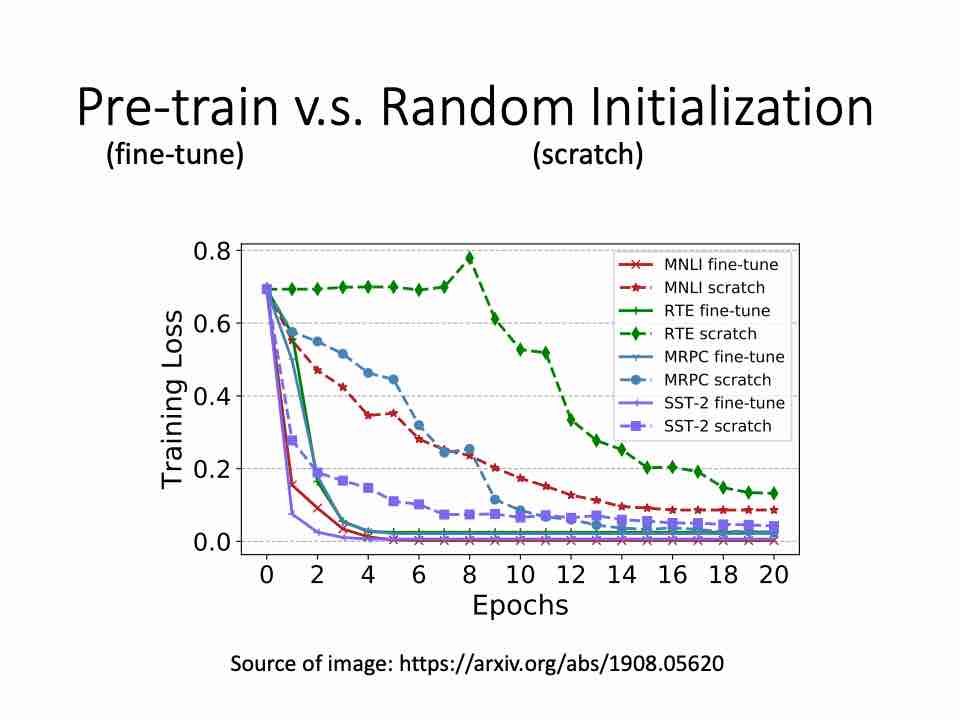 Pre-train v.s. Random Initialization
(fine-tune) (scratch)
0.8
0.6
0.4
0.2
0.0
Training Loss
MNLI fine-tune
MNLI scratch
RTE fine-tune
RTE scratch
MRPC fine-tune
MRPC scratch
SST-2 fine-tune
SST-2 scratch
0 2 4 6 8 10 12 14 16 18 20
Epochs
Source of image: https://arxiv.org/abs/1908.05620